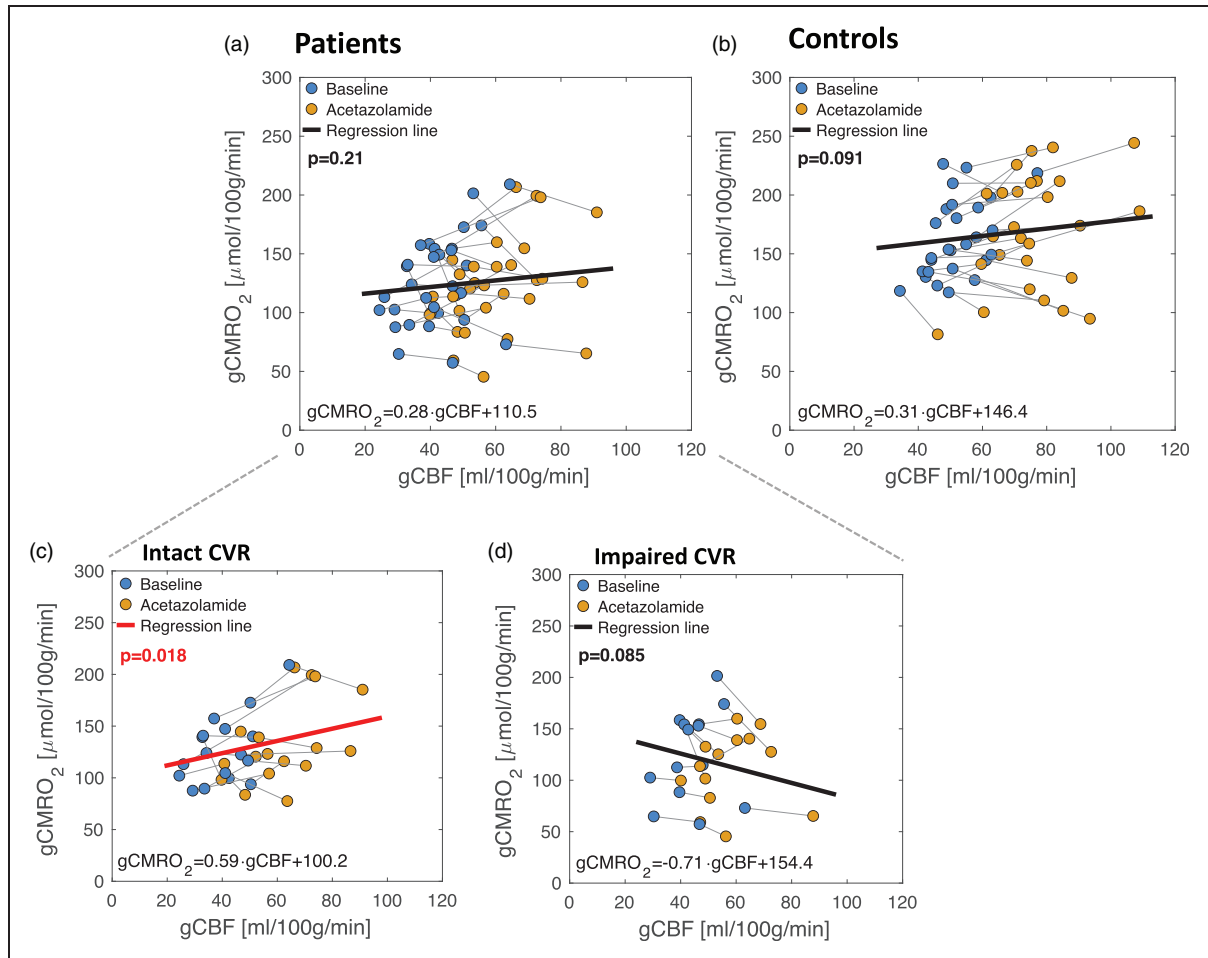 (a) Patients
300
250
200
150
100
50
0
gCMRO2 [μmol/100g/min]
Baseline
Acetazolamide
Regression line
p=0.21
gCMRO2=0.28·gCBF+110.5
0 20 40 60 80 100 120
gCBF [ml/100g/min]
(b) Controls
300
250
200
150
100
50
0
gCMRO2 [μmol/100g/min]
Baseline
Acetazolamide
Regression line
p=0.091
gCMRO2=0.31·gCBF+146.4
0 20 40 60 80 100 120
gCBF [ml/100g/min]
(c) Intact CVR
300
250
200
150
100
50
0
gCMRO2 [μmol/100g/min]
Baseline
Acetazolamide
Regression line
p=0.018
gCMRO2=0.59·gCBF+100.2
0 20 40 60 80 100 120
gCBF [ml/100g/min]
(d) Impaired CVR
300
250
200
150
100
50
0
gCMRO2 [μmol/100g/min]
Baseline
Acetazolamide
Regression line
p=0.085
gCMRO2=-0.71·gCBF+154.4
0 20 40 60 80 100 120
gCBF [ml/100g/min]